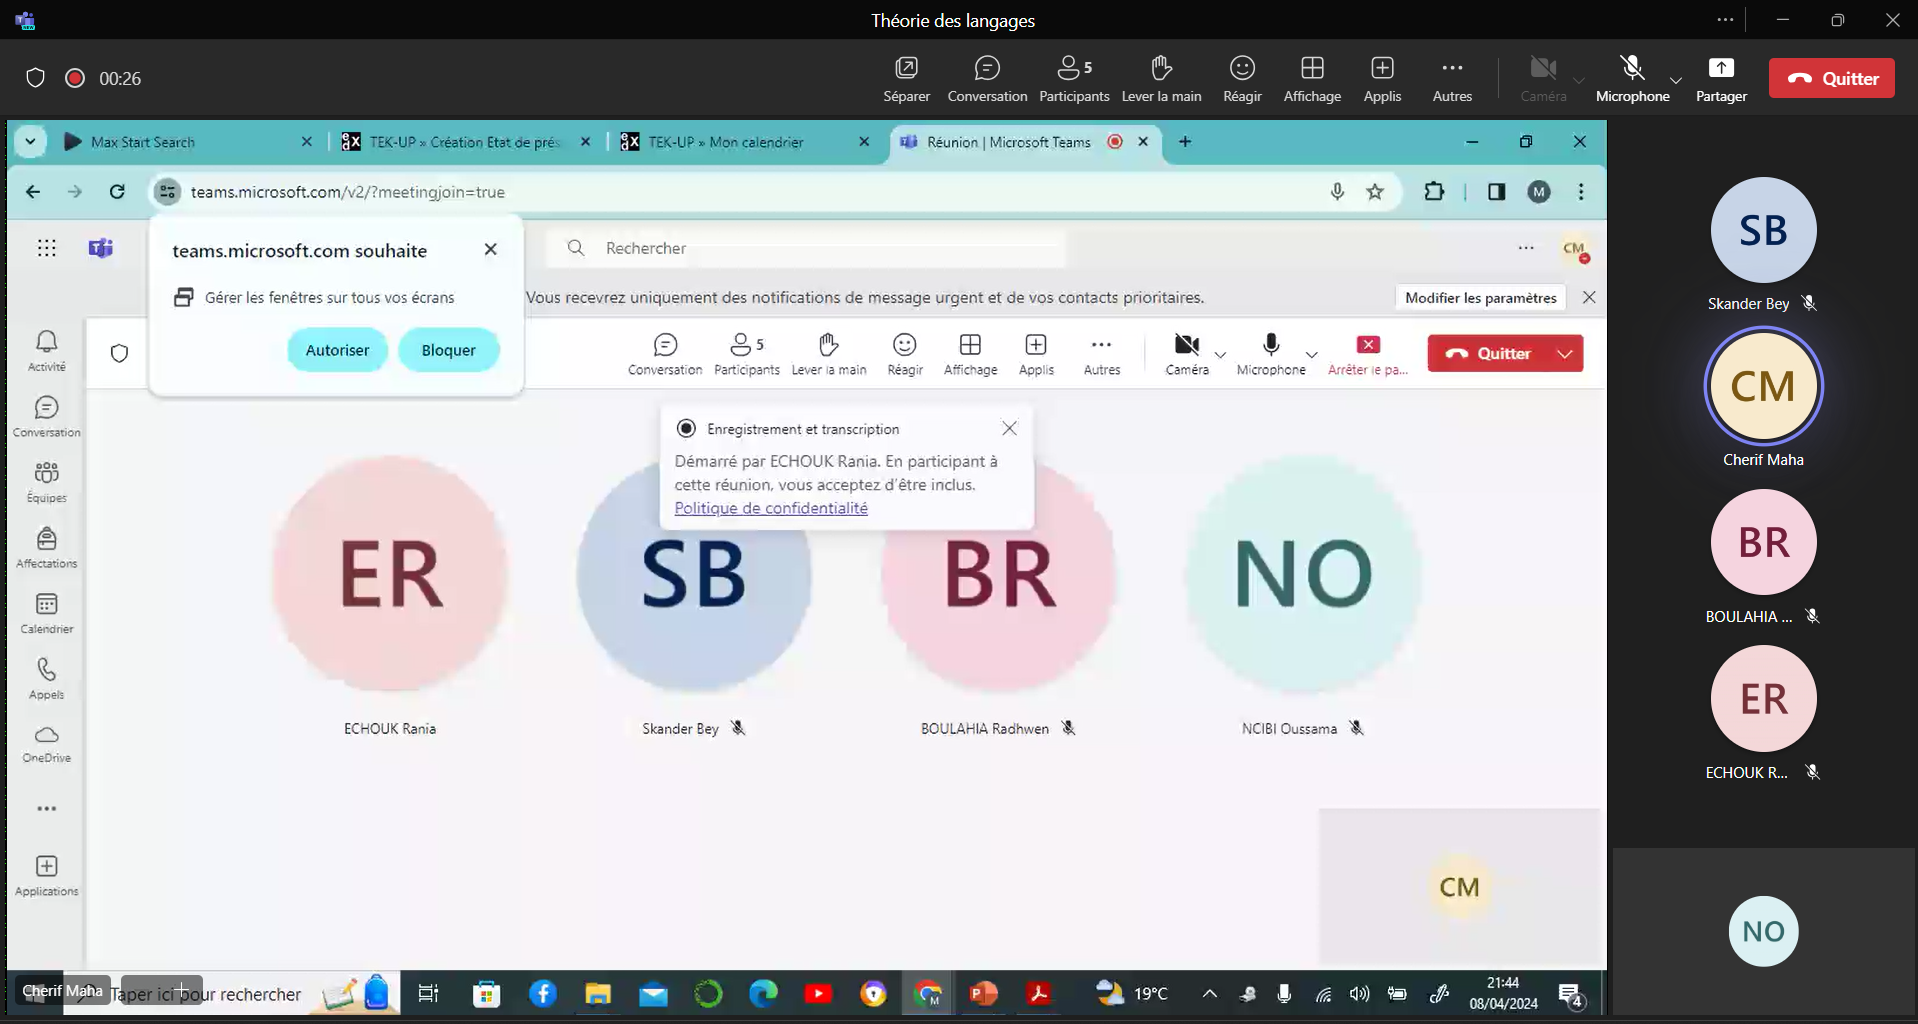 Théorie des langages
00:26
Séparer
Conversation
5
Participants
Lever la main
Réagir
Affichage
Applis
Autres
Caméra
Microphone
Partager
Quitter
Max Start Search
TEK-UP » Création Etat de prés
TEK-UP » Mon calendrier
Réunion | Microsoft Teams
teams.microsoft.com/v2/?meetingjoin=true
M
teams.microsoft.com souhaite
Gérer les fenêtres sur tous vos écrans
Autoriser
Bloquer
Rechercher
CM
Vous recevrez uniquement des notifications de message urgent et de vos contacts prioritaires.
Modifier les paramètres
Activité
Conversation
Équipes
Affectations
Calendrier
Appels
OneDrive
Applications
Conversation
5
Participants
Lever la main
Réagir
Affichage
Applis
Autres
Caméra
Microphone
Arrêter le pa...
Quitter
Enregistrement et transcription
Démarré par ECHOUK Rania. En participant à
cette réunion, vous acceptez d'être inclus.
Politique de confidentialité
ER
SB
BR
NO
ECHOUK Rania
Skander Bey
BOULAHIA Radhwen
NCIBI Oussama
CM
SB
Skander Bey
CM
Cherif Maha
BR
BOULAHIA ...
ER
ECHOUK R...
NO
Cherif Maha
Taper ici pour rechercher
19°C
21:44
08/04/2024
4